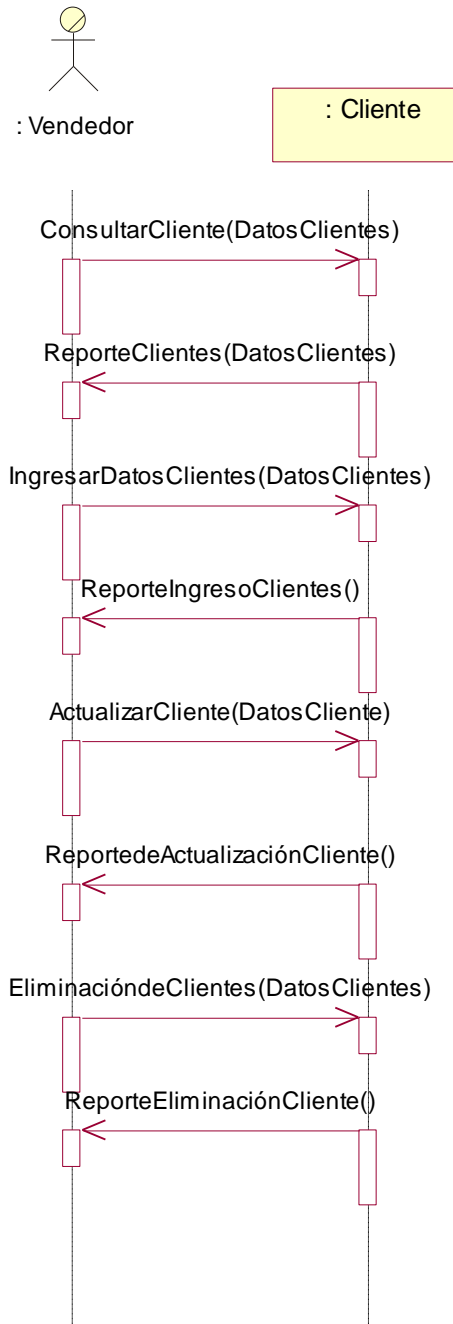 : Vendedor
: Cliente
ConsultarCliente(DatosClientes)
ReporteClientes(DatosClientes)
IngresarDatosClientes(DatosClientes)
ReporteIngresoClientes()
ActualizarCliente(DatosCliente)
ReportedeActualizaciónCliente()
EliminacióndeClientes(DatosClientes)
ReporteEliminaciónCliente()